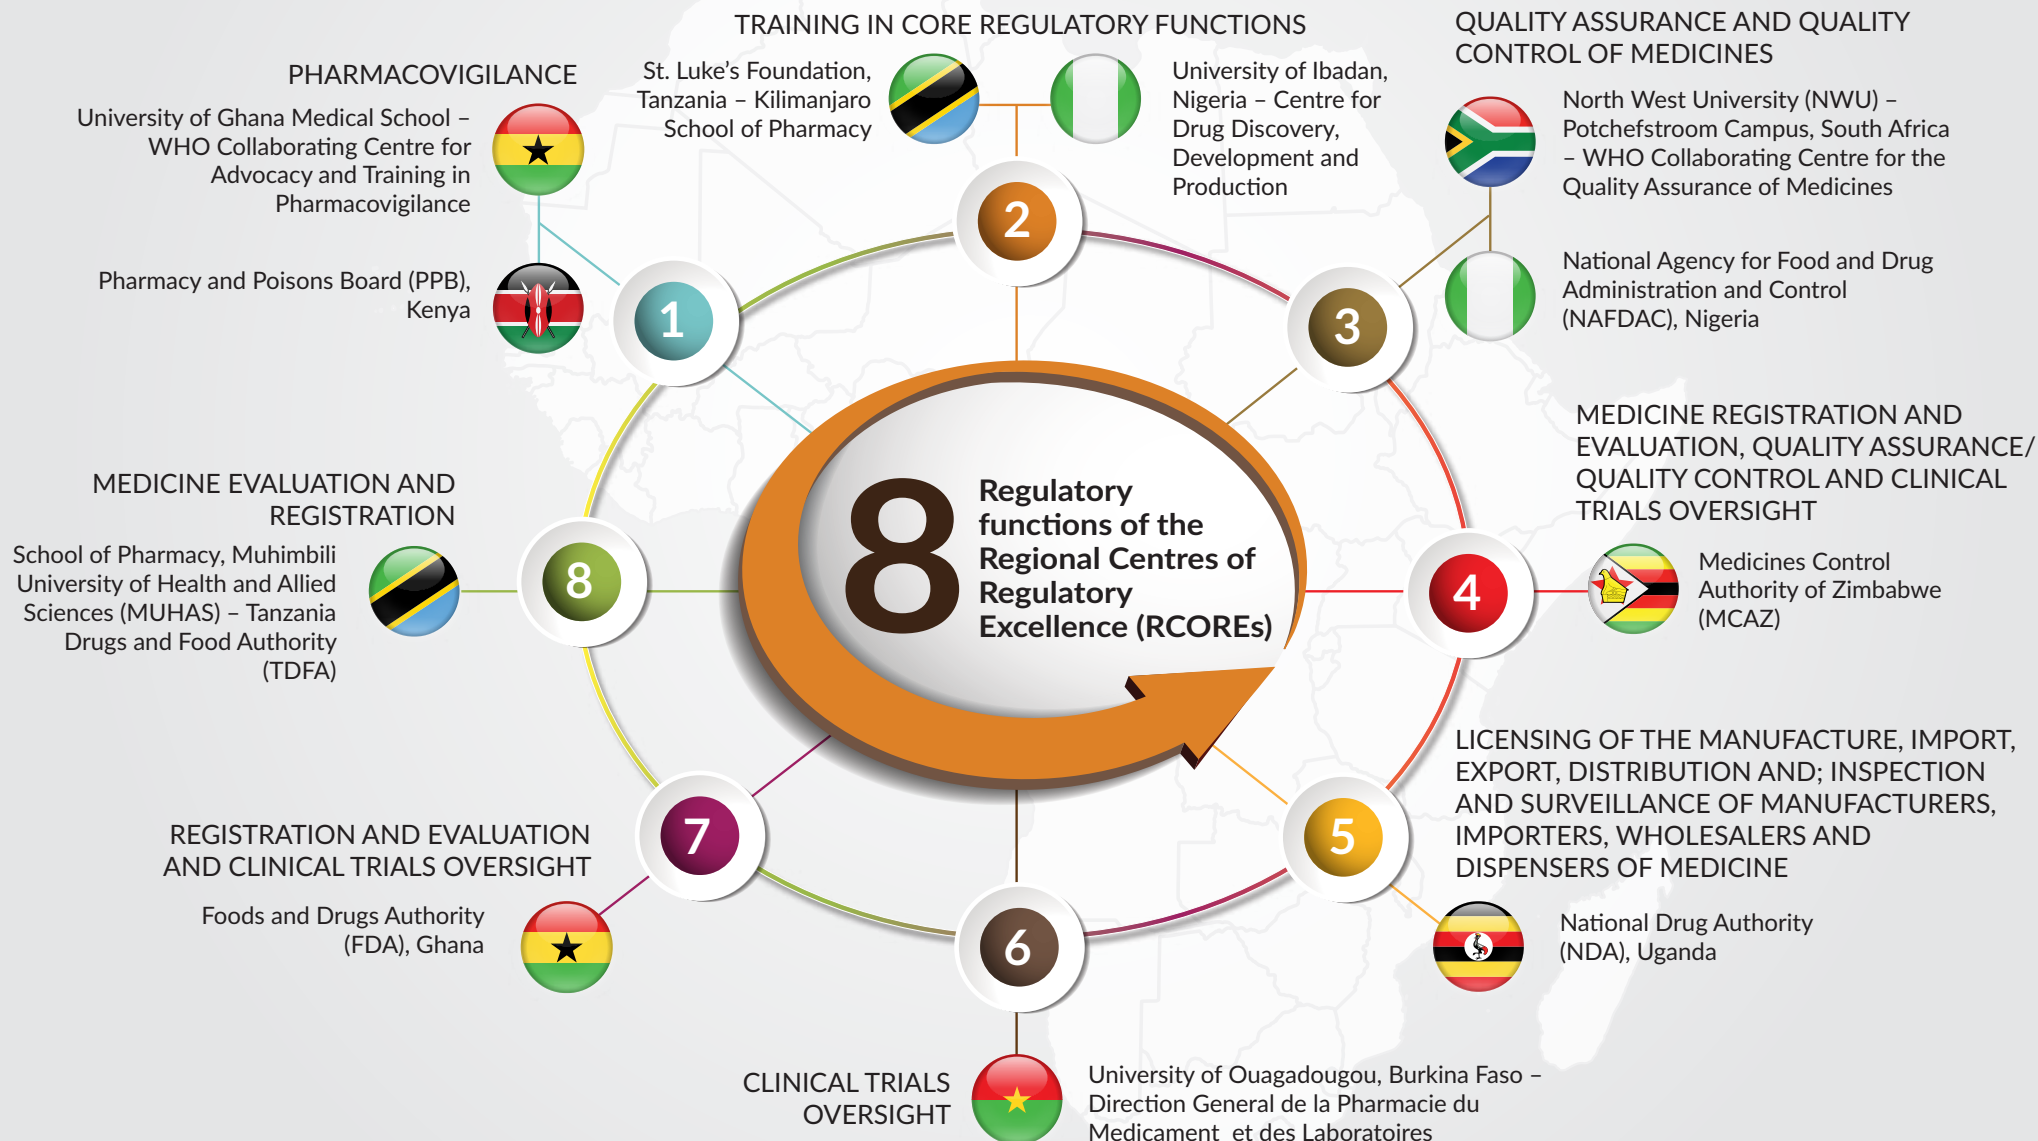 TRAINING IN CORE REGULATORY FUNCTIONS
St. Luke’s Foundation,
Tanzania – Kilimanjaro
School of Pharmacy
University of Ibadan,
Nigeria – Centre for
Drug Discovery,
Development and
Production
QUALITY ASSURANCE AND QUALITY
CONTROL OF MEDICINES
North West University (NWU) –
Potchefstroom Campus, South Africa
– WHO Collaborating Centre for the
Quality Assurance of Medicines
National Agency for Food and Drug
Administration and Control
(NAFDAC), Nigeria
PHARMACOVIGILANCE
University of Ghana Medical School –
WHO Collaborating Centre for
Advocacy and Training in
Pharmacovigilance
Pharmacy and Poisons Board (PPB),
Kenya
1
2
3
MEDICINE REGISTRATION AND
EVALUATION, QUALITY ASSURANCE/
QUALITY CONTROL AND CLINICAL
TRIALS OVERSIGHT
Medicines Control
Authority of Zimbabwe
(MCAZ)
4
8
Regulatory
functions of the
Regional Centres of
Regulatory
Excellence (RCOREs)
MEDICINE EVALUATION AND
REGISTRATION
School of Pharmacy, Muhimbili
University of Health and Allied
Sciences (MUHAS) – Tanzania
Drugs and Food Authority
(TDFA)
8
LICENSING OF THE MANUFACTURE, IMPORT,
EXPORT, DISTRIBUTION AND; INSPECTION
AND SURVEILLANCE OF MANUFACTURERS,
IMPORTERS, WHOLESALERS AND
DISPENSERS OF MEDICINE
National Drug Authority
(NDA), Uganda
5
7
REGISTRATION AND EVALUATION
AND CLINICAL TRIALS OVERSIGHT
Foods and Drugs Authority
(FDA), Ghana
6
CLINICAL TRIALS
OVERSIGHT
University of Ouagadougou, Burkina Faso –
Direction General de la Pharmacie du
Medicament et des Laboratoires